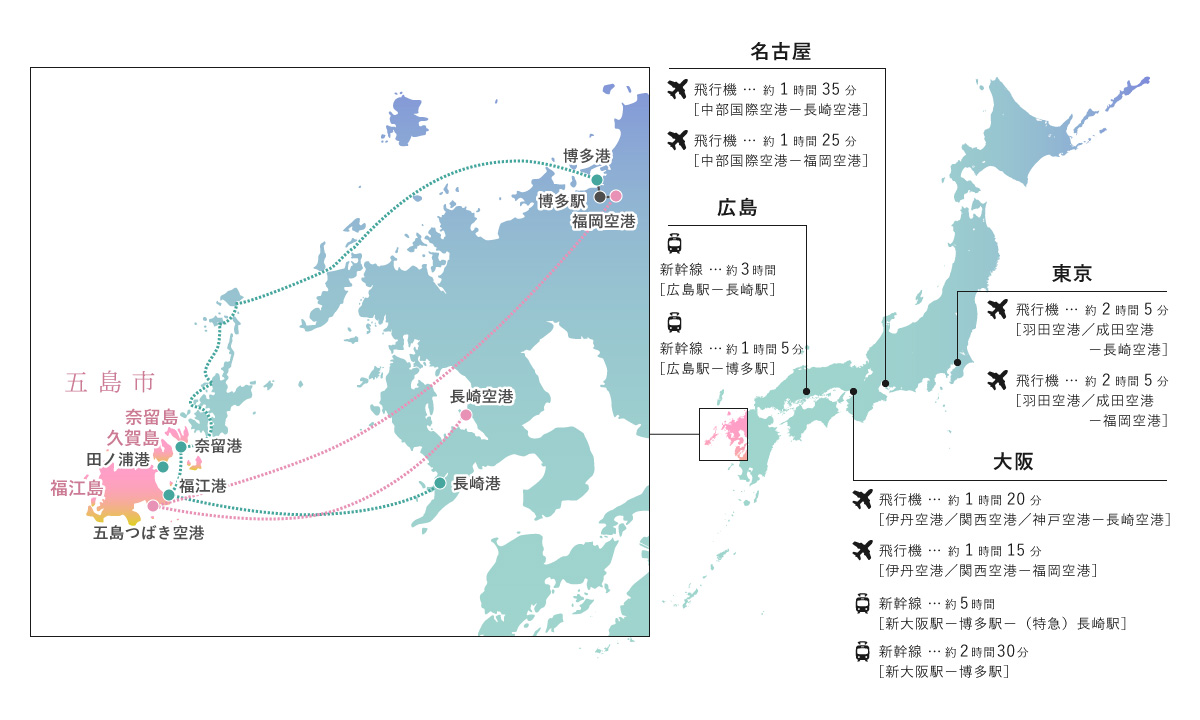 博多港
博多駅
福岡空港
五島市
奈留島
久賀島
田ノ浦港
奈留港
福江島
福江港
五島つばき空港
長崎空港
長崎港
名古屋
飛行機 … 約 1 時間 35 分
[中部国際空港ー長崎空港]
飛行機 … 約 1 時間 25 分
[中部国際空港ー福岡空港]
広島
新幹線 … 約 3 時間
[広島駅ー長崎駅]
新幹線 … 約 1 時間 5 分
[広島駅ー博多駅]
東京
飛行機 … 約 2 時間 5 分
[羽田空港／成田空港
ー長崎空港]
飛行機 … 約 2 時間 5 分
[羽田空港／成田空港
ー福岡空港]
大阪
飛行機 … 約 1 時間 20 分
[伊丹空港／関西空港／神戸空港ー長崎空港]
飛行機 … 約 1 時間 15 分
[伊丹空港／関西空港ー福岡空港]
新幹線 … 約 5 時間
[新大阪駅ー博多駅ー（特急）長崎駅]
新幹線 … 約 2 時間 30 分
[新大阪駅ー博多駅]